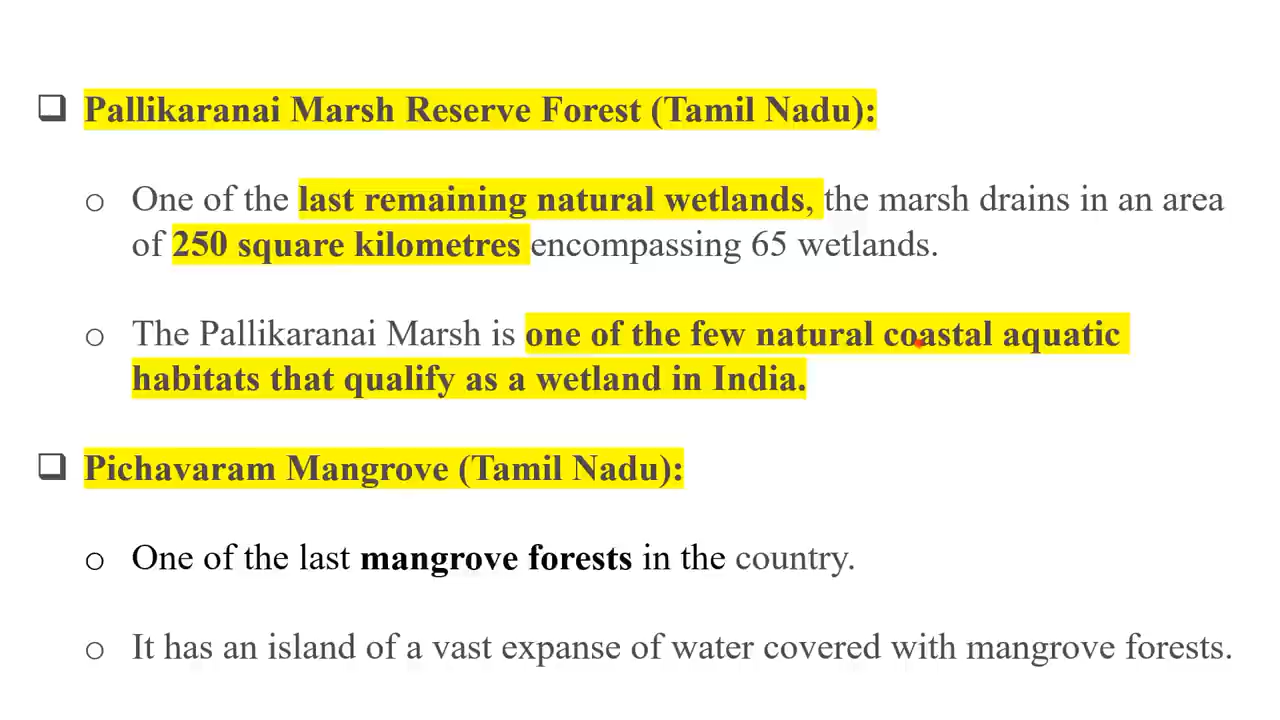 ❑ Pallikaranai Marsh Reserve Forest (Tamil Nadu):
o One of the last remaining natural wetlands, the marsh drains in an area
of 250 square kilometres encompassing 65 wetlands.
o The Pallikaranai Marsh is one of the few natural coastal aquatic
habitats that qualify as a wetland in India.
❑ Pichavaram Mangrove (Tamil Nadu):
o One of the last mangrove forests in the country.
o It has an island of a vast expanse of water covered with mangrove forests.